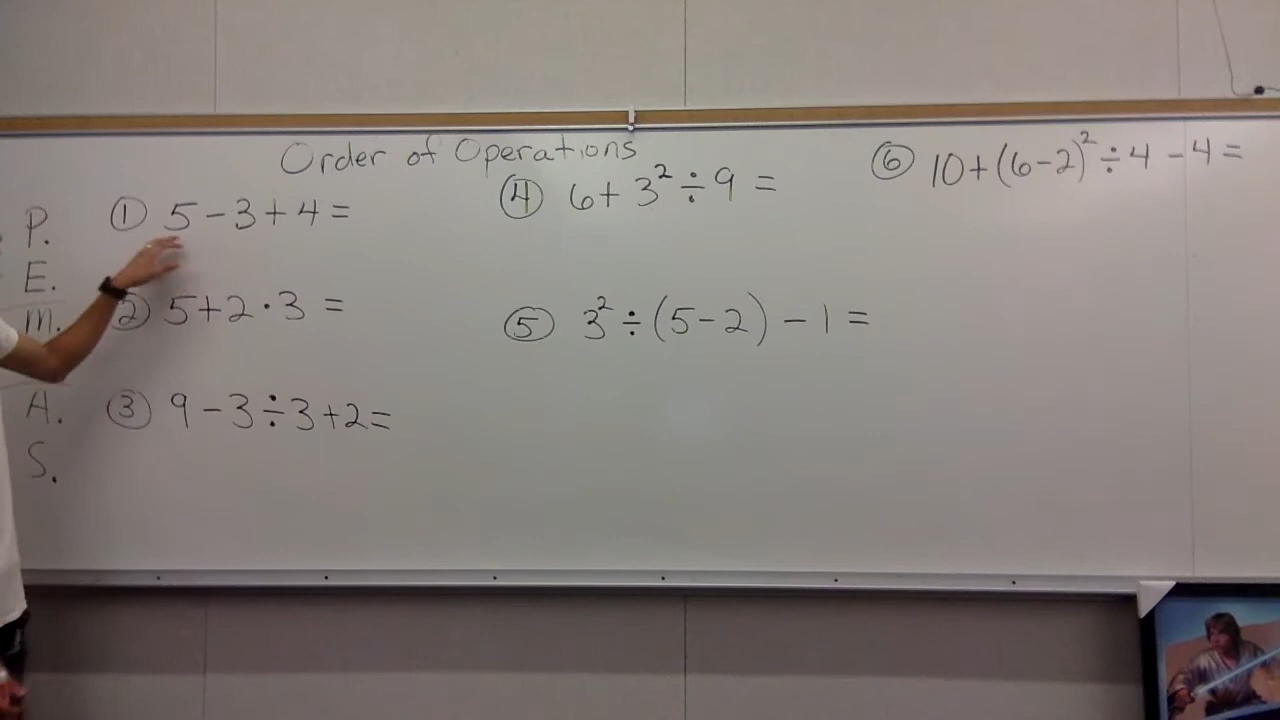 Order of Operations
P.
E.
M.
A.
S.
① 5 - 3 + 4 =
② 5 + 2 · 3 =
③ 9 - 3 ÷ 3 + 2 =
④ 6 + 3² ÷ 9 =
⑤ 3² ÷ (5 - 2) - 1 =
⑥ 10 + (6 - 2)² ÷ 4 - 4 =